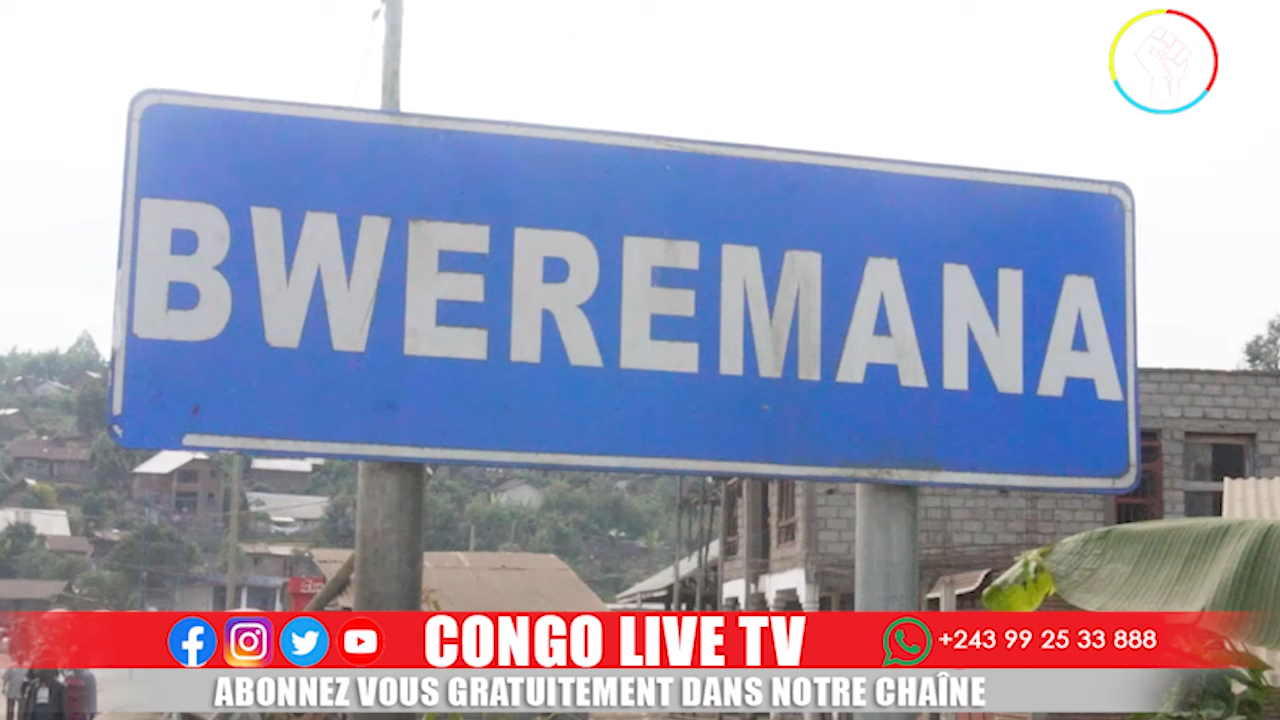 BWEREMANA
CONGO LIVE TV
+243 99 25 33 888
ABONNEZ VOUS GRATUITEMENT DANS NOTRE CHAÎNE